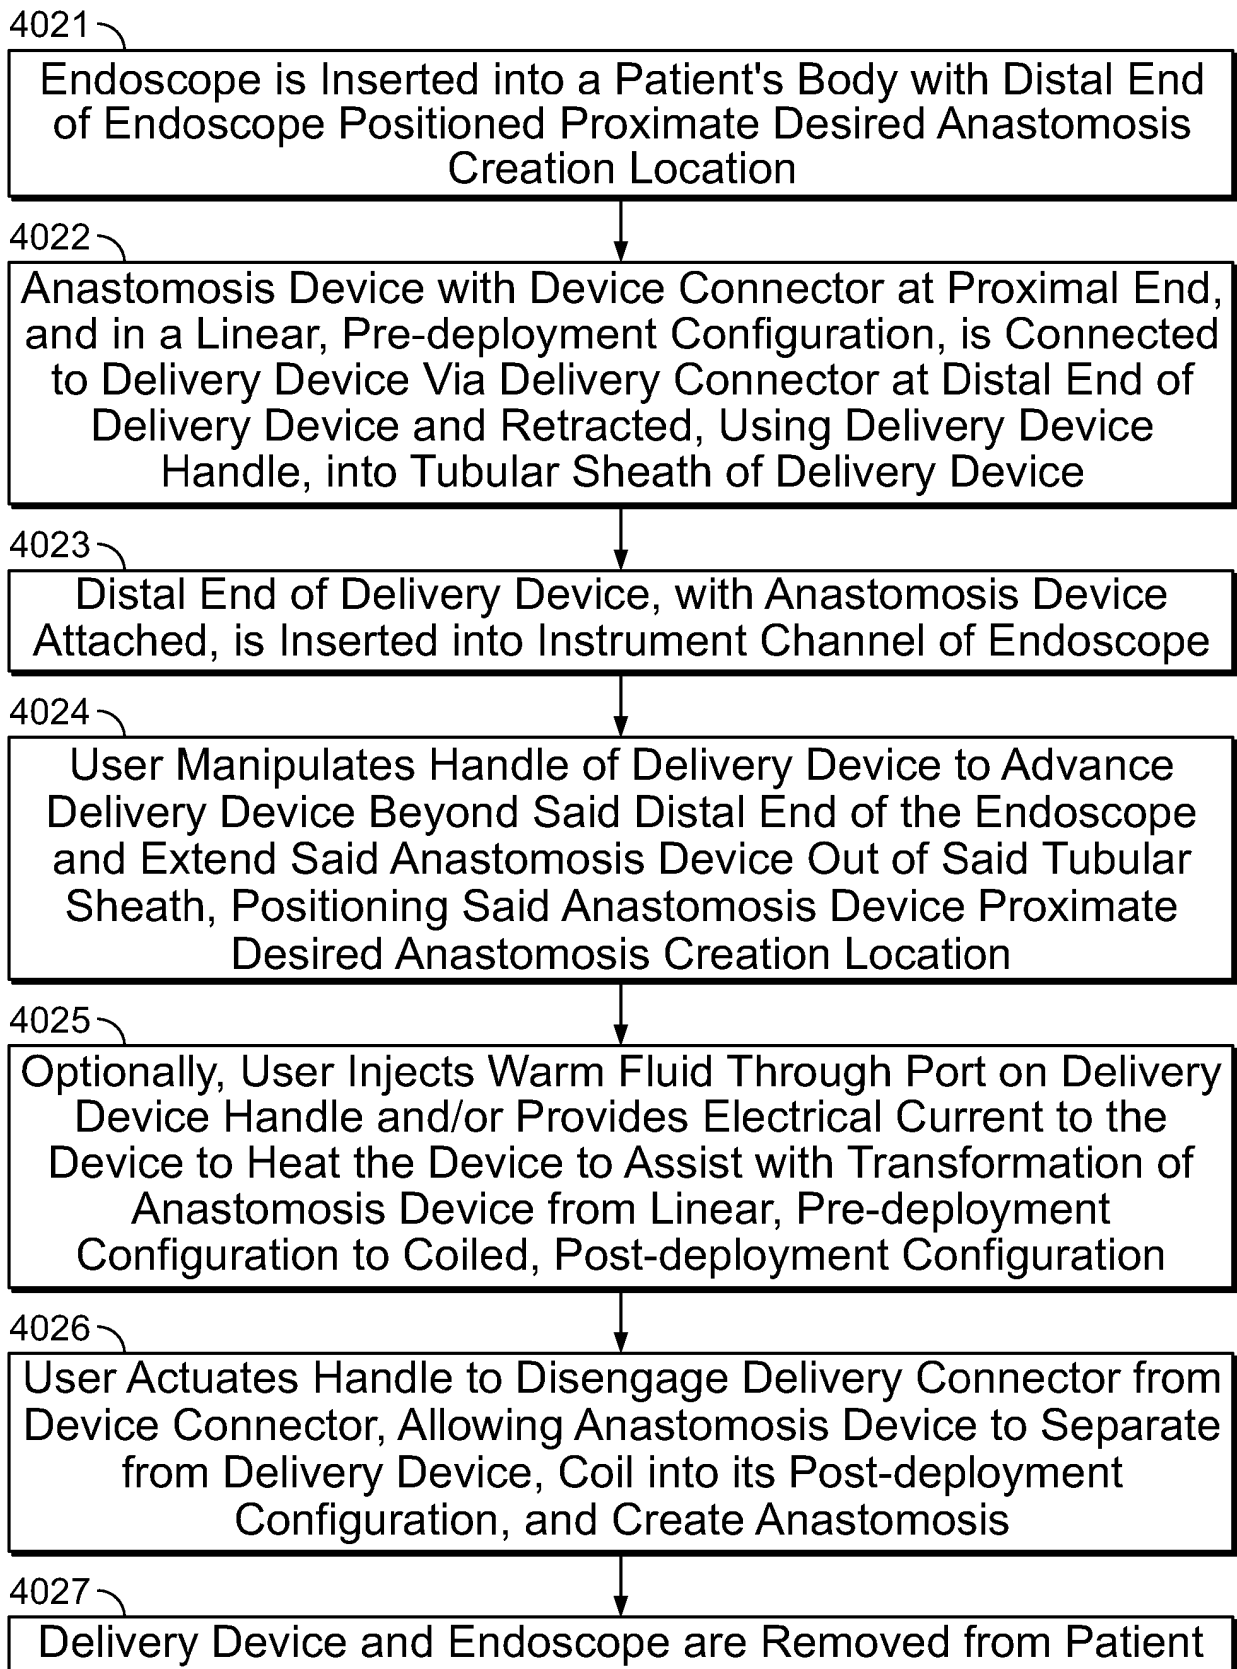 4021
Endoscope is Inserted into a Patient's Body with Distal End
of Endoscope Positioned Proximate Desired Anastomosis
Creation Location
4022
Anastomosis Device with Device Connector at Proximal End,
and in a Linear, Pre-deployment Configuration, is Connected
to Delivery Device Via Delivery Connector at Distal End of
Delivery Device and Retracted, Using Delivery Device
Handle, into Tubular Sheath of Delivery Device
4023
Distal End of Delivery Device, with Anastomosis Device
Attached, is Inserted into Instrument Channel of Endoscope
4024
User Manipulates Handle of Delivery Device to Advance
Delivery Device Beyond Said Distal End of the Endoscope
and Extend Said Anastomosis Device Out of Said Tubular
Sheath, Positioning Said Anastomosis Device Proximate
Desired Anastomosis Creation Location
4025
Optionally, User Injects Warm Fluid Through Port on Delivery
Device Handle and/or Provides Electrical Current to the
Device to Heat the Device to Assist with Transformation of
Anastomosis Device from Linear, Pre-deployment
Configuration to Coiled, Post-deployment Configuration
4026
User Actuates Handle to Disengage Delivery Connector from
Device Connector, Allowing Anastomosis Device to Separate
from Delivery Device, Coil into its Post-deployment
Configuration, and Create Anastomosis
4027
Delivery Device and Endoscope are Removed from Patient